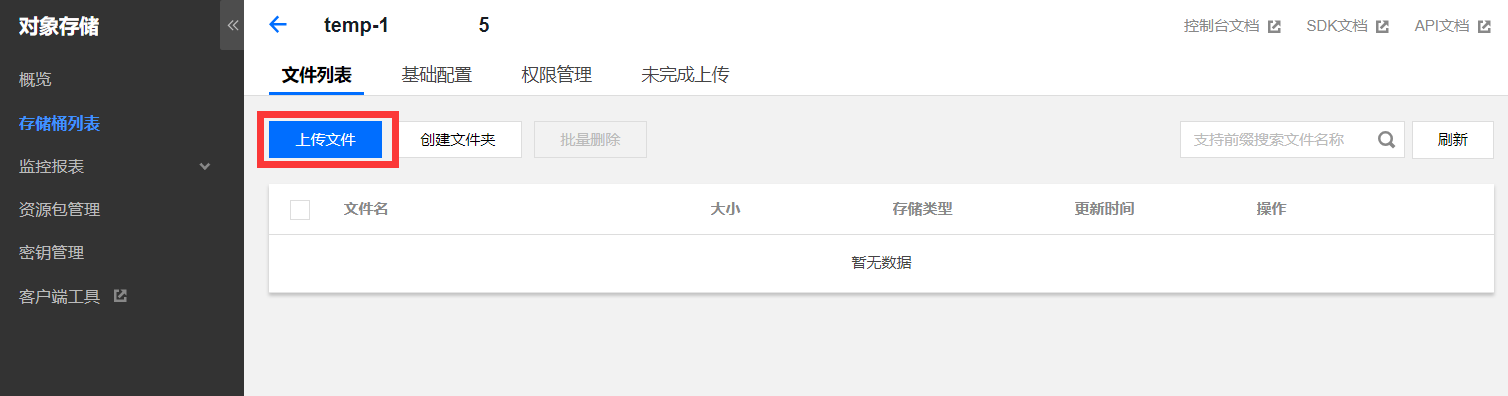 对象存储
概览
存储桶列表
监控报表
资源包管理
密钥管理
客户端工具
temp-1 5
控制台文档 SDK文档 API文档
文件列表 基础配置 权限管理 未完成上传
上传文件 创建文件夹 批量删除 支持前缀搜索文件名称 刷新
文件名 大小 存储类型 更新时间 操作
暂无数据